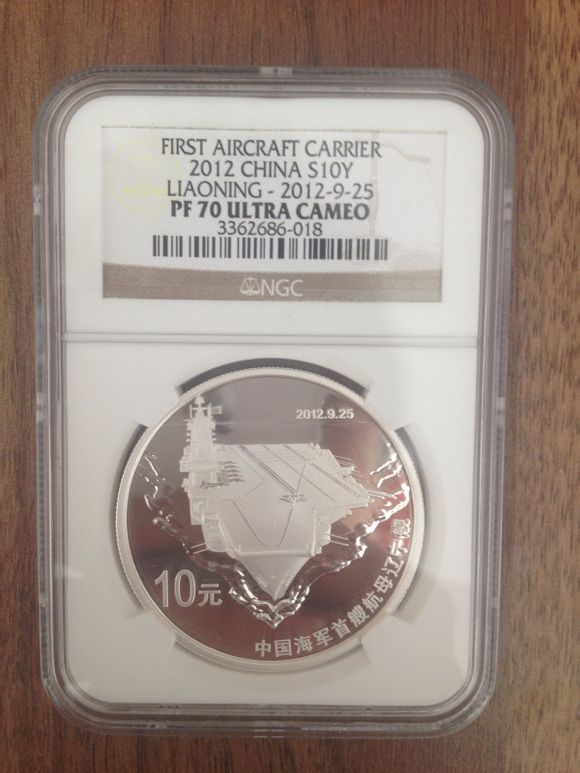 FIRST AIRCRAFT CARRIER
2012 CHINA S10Y
LIAONING - 2012-9-25
PF 70 ULTRA CAMEO
3362686-018
NGC
2012.9.25
10元
中国海军首艘航母辽宁舰